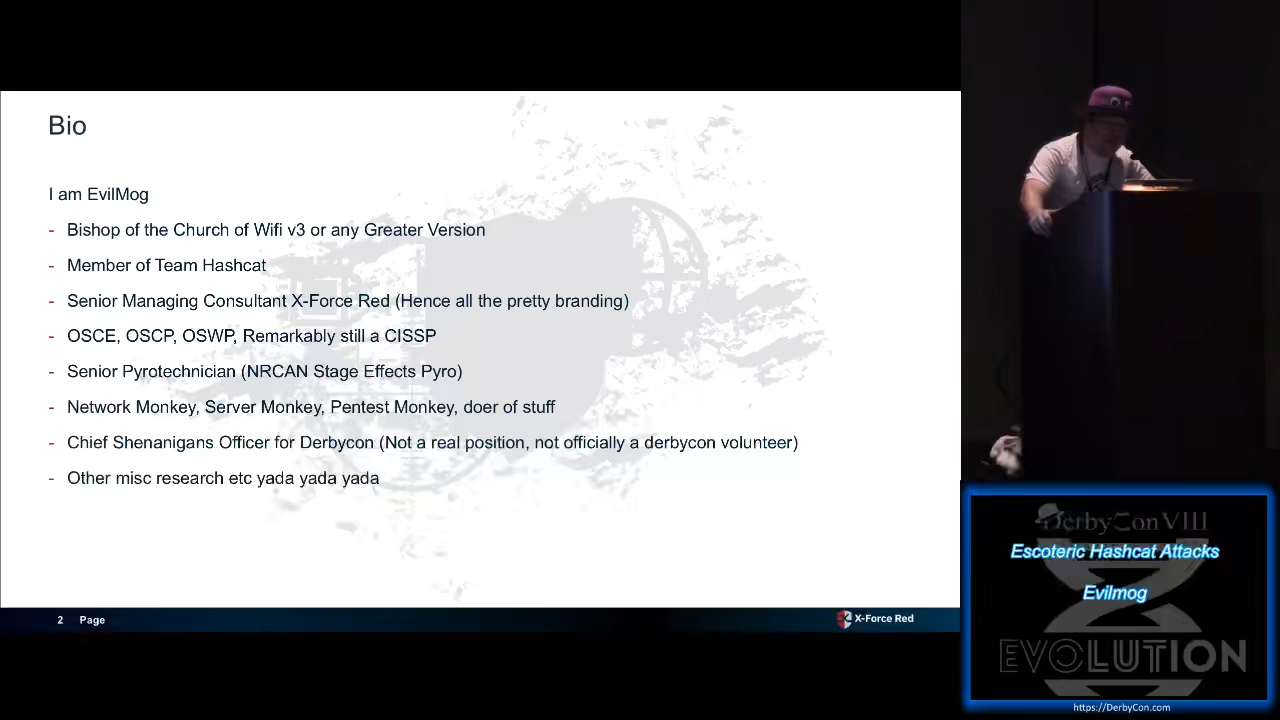 Bio
I am EvilMog
- Bishop of the Church of Wifi v3 or any Greater Version
- Member of Team Hashcat
- Senior Managing Consultant X-Force Red (Hence all the pretty branding)
- OSCE, OSCP, OSWP, Remarkably still a CISSP
- Senior Pyrotechnician (NRCAN Stage Effects Pyro)
- Network Monkey, Server Monkey, Pentest Monkey, doer of stuff
- Chief Shenanigans Officer for Derbycon (Not a real position, not officially a derbycon volunteer)
- Other misc research etc yada yada yada
2 Page
X-Force Red
DerbyCon VIII
Escoteric Hashcat Attacks
Evilmog
EVOLUTION
https://DerbyCon.com